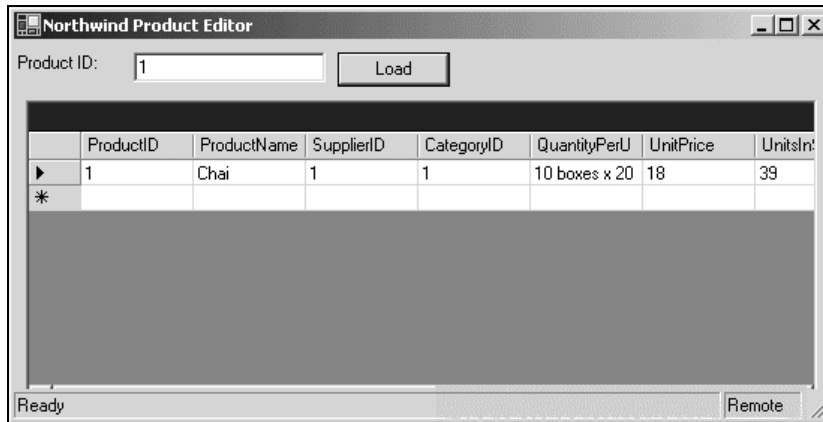 Northwind Product Editor
Product ID: 1 Load
ProductID ProductName SupplierID CategoryID QuantityPerU UnitPrice UnitsInS
1 Chai 1 1 10 boxes x 20 18 39
Ready Remote